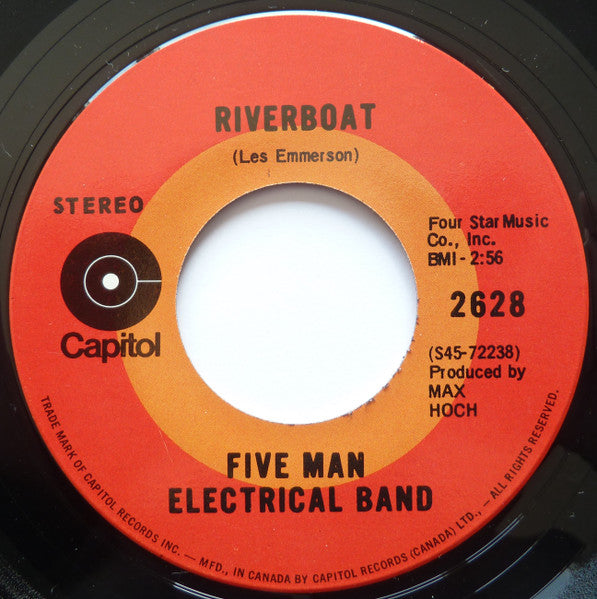 RIVERBOAT
(Les Emmerson)
STEREO
Capitol
Four Star Music
Co., Inc.
BMI - 2:56
2628
(S45-72238)
Produced by
MAX
HOCH
FIVE MAN
ELECTRICAL BAND
TRADE MARK OF CAPITOL RECORDS INC. — MFD., IN CANADA BY CAPITOL RECORDS (CANADA) LTD., — ALL RIGHTS RESERVED.